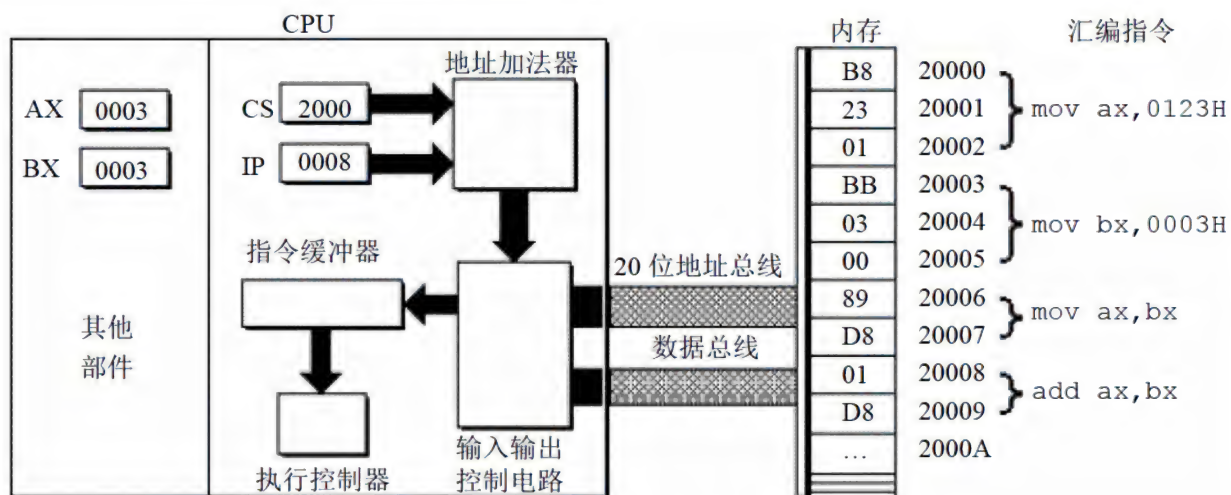 CPU
内存 汇编指令
地址加法器
AX 0003
CS 2000
BX 0003
IP 0008
指令缓冲器
20 位地址总线
其他
部件
数据总线
执行控制器
输入输出
控制电路
B8 20000
23 20001 mov ax,0123H
01 20002
BB 20003
03 20004 mov bx,0003H
00 20005
89 20006
mov ax,bx
D8 20007
01 20008
add ax,bx
D8 20009
… 2000A